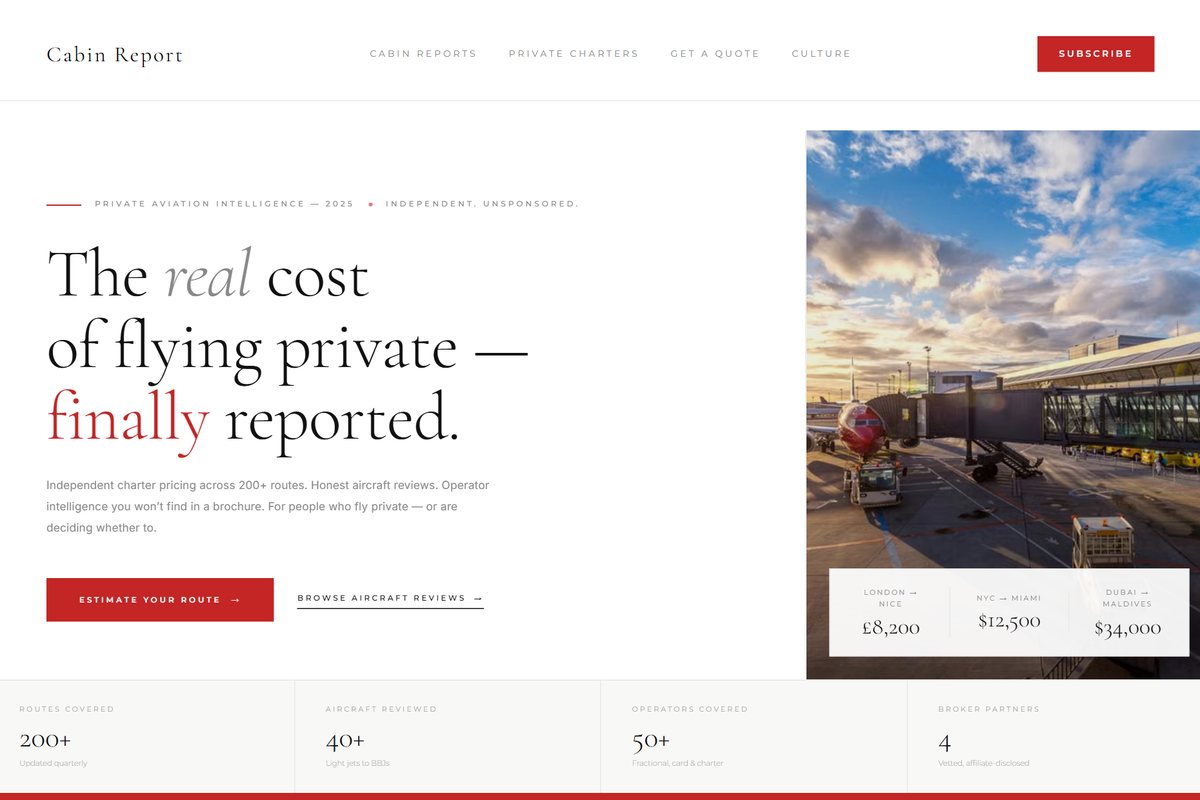 Cabin Report
CABIN REPORTS
PRIVATE CHARTERS
GET A QUOTE
CULTURE
SUBSCRIBE
PRIVATE AVIATION INTELLIGENCE — 2025 • INDEPENDENT. UNSPONSORED.
The real cost
of flying private —
finally reported.
Independent charter pricing across 200+ routes. Honest aircraft reviews. Operator
intelligence you won't find in a brochure. For people who fly private — or are
deciding whether to.
ESTIMATE YOUR ROUTE →
BROWSE AIRCRAFT REVIEWS →
LONDON →
NICE
£8,200
NYC → MIAMI
$12,500
DUBAI →
MALDIVES
$34,000
ROUTES COVERED
200+
Updated quarterly
AIRCRAFT REVIEWED
40+
Light jets to BBJs
OPERATORS COVERED
50+
Fractional, card & charter
BROKER PARTNERS
4
Vetted, affiliate-disclosed